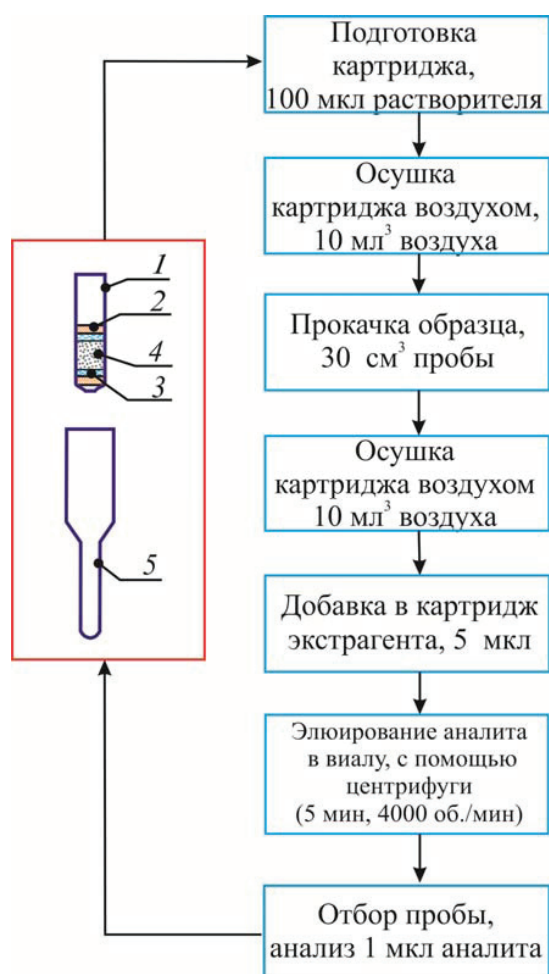 Подготовка
картриджа,
100 мкл растворителя
Осушка
картриджа воздухом,
10 мл³ воздуха
Прокачка образца,
30 см³ пробы
Осушка
картриджа воздухом
10 мл³ воздуха
Добавка в картридж
экстрагента, 5 мкл
Элюирование аналита
в виалу, с помощью
центрифуги
(5 мин, 4000 об./мин)
Отбор пробы,
анализ 1 мкл аналита
1
2
4
3
5